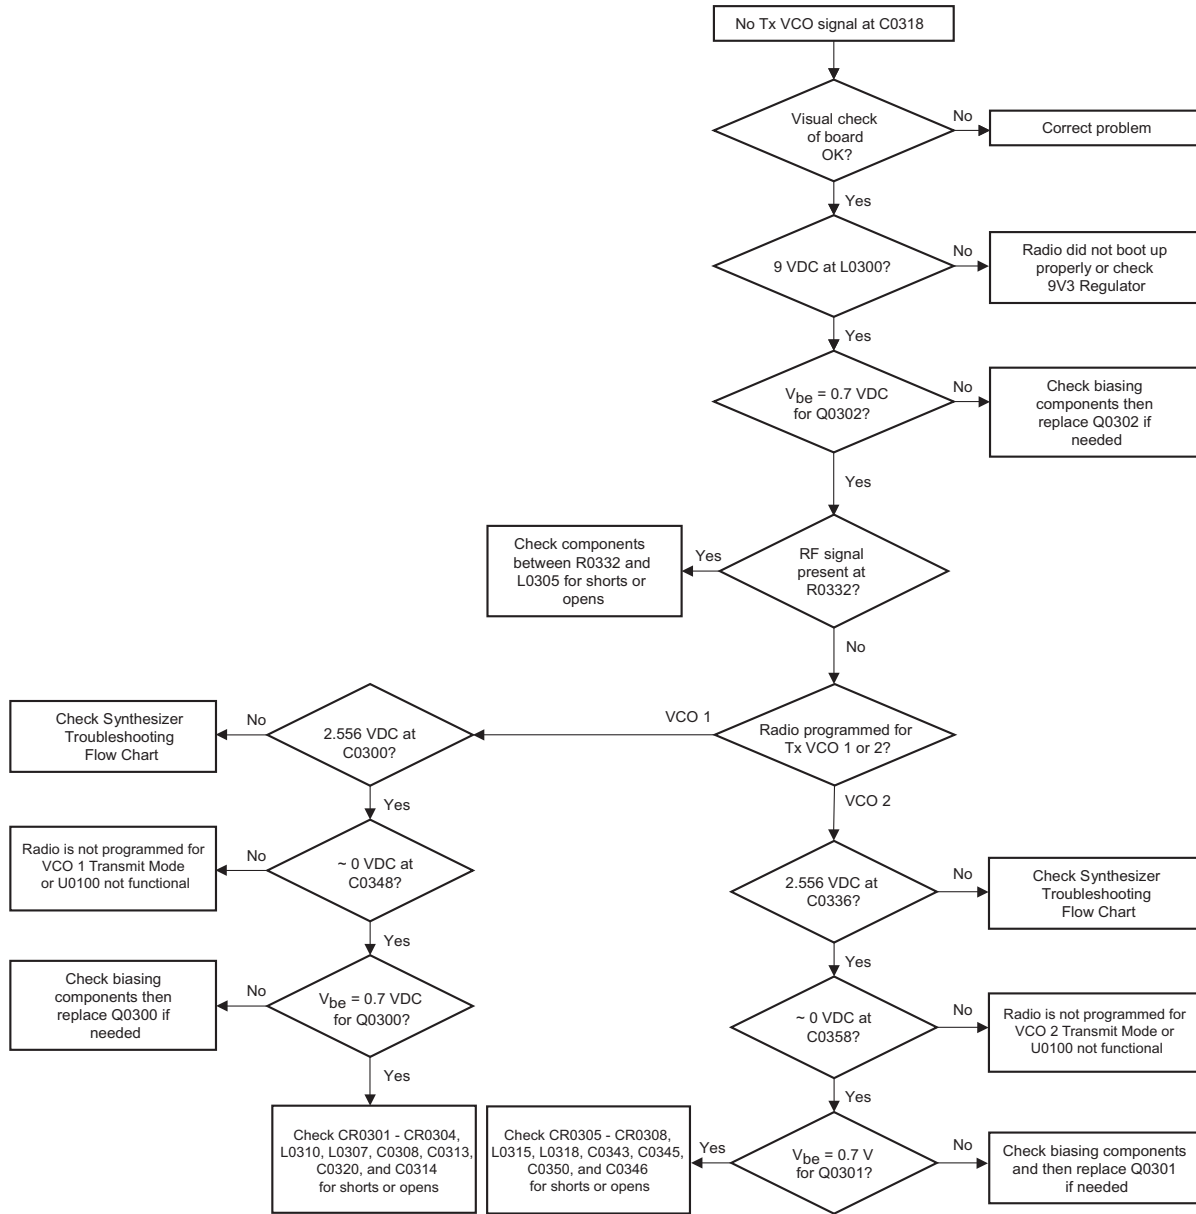 No Tx VCO signal at C0318
Visual check
of board
OK?
No
Correct problem
Yes
9 VDC at L0300?
No
Radio did not boot up
properly or check
9V3 Regulator
Yes
Vbe = 0.7 VDC
for Q0302?
No
Check biasing
components then
replace Q0302 if
needed
Yes
RF signal
present at
R0332?
Yes
Check components
between R0332 and
L0305 for shorts or
opens
No
Radio programmed for
Tx VCO 1 or 2?
VCO 1
2.556 VDC at
C0300?
No
Check Synthesizer
Troubleshooting
Flow Chart
Yes
~ 0 VDC at
C0348?
No
Radio is not programmed for
VCO 1 Transmit Mode
or U0100 not functional
Yes
Vbe = 0.7 VDC
for Q0300?
No
Check biasing
components then
replace Q0300 if
needed
Yes
Check CR0301 - CR0304,
L0310, L0307, C0308, C0313,
C0320, and C0314
for shorts or opens
VCO 2
2.556 VDC at
C0336?
No
Check Synthesizer
Troubleshooting
Flow Chart
Yes
~ 0 VDC at
C0358?
No
Radio is not programmed for
VCO 2 Transmit Mode or
U0100 not functional
Yes
Vbe = 0.7 V
for Q0301?
No
Check biasing components
and then replace Q0301
if needed
Yes
Check CR0305 - CR0308,
L0315, L0318, C0343, C0345,
C0350, and C0346
for shorts or opens